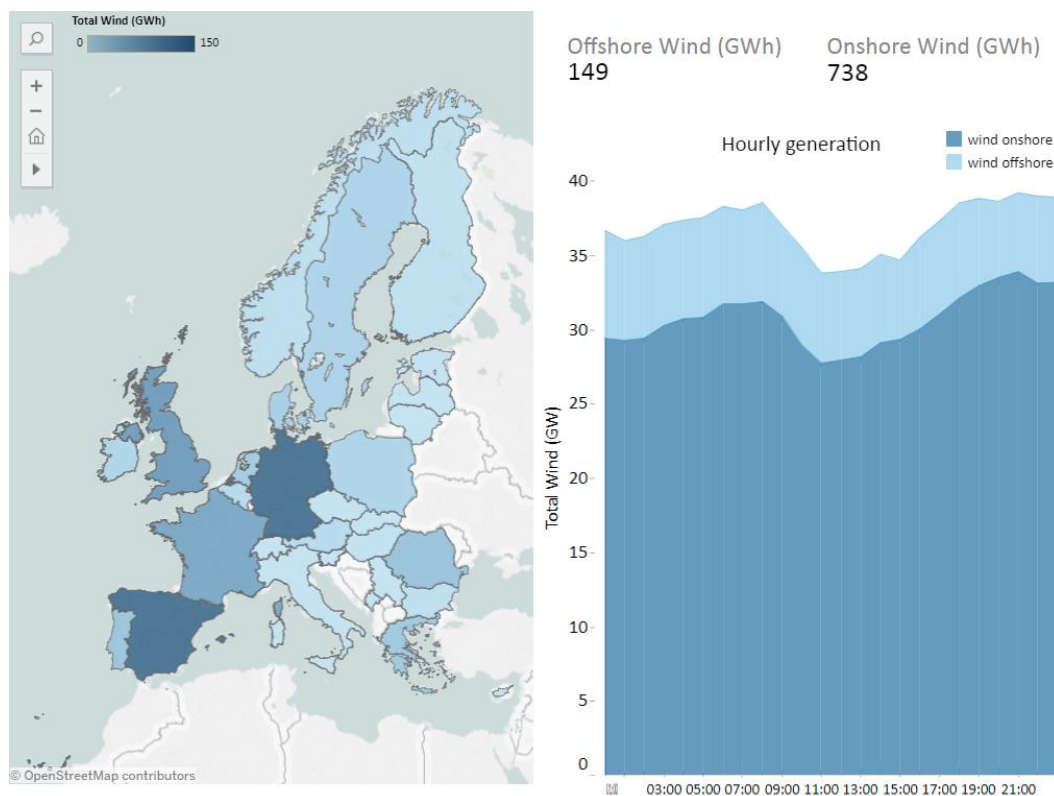 Total Wind (GWh)
0 150
© OpenStreetMap contributors
Offshore Wind (GWh)
149
Onshore Wind (GWh)
738
Hourly generation
wind onshore
wind offshore
Total Wind (GW)
40
35
30
25
20
15
10
5
0
03:00 05:00 07:00 09:00 11:00 13:00 15:00 17:00 19:00 21:00